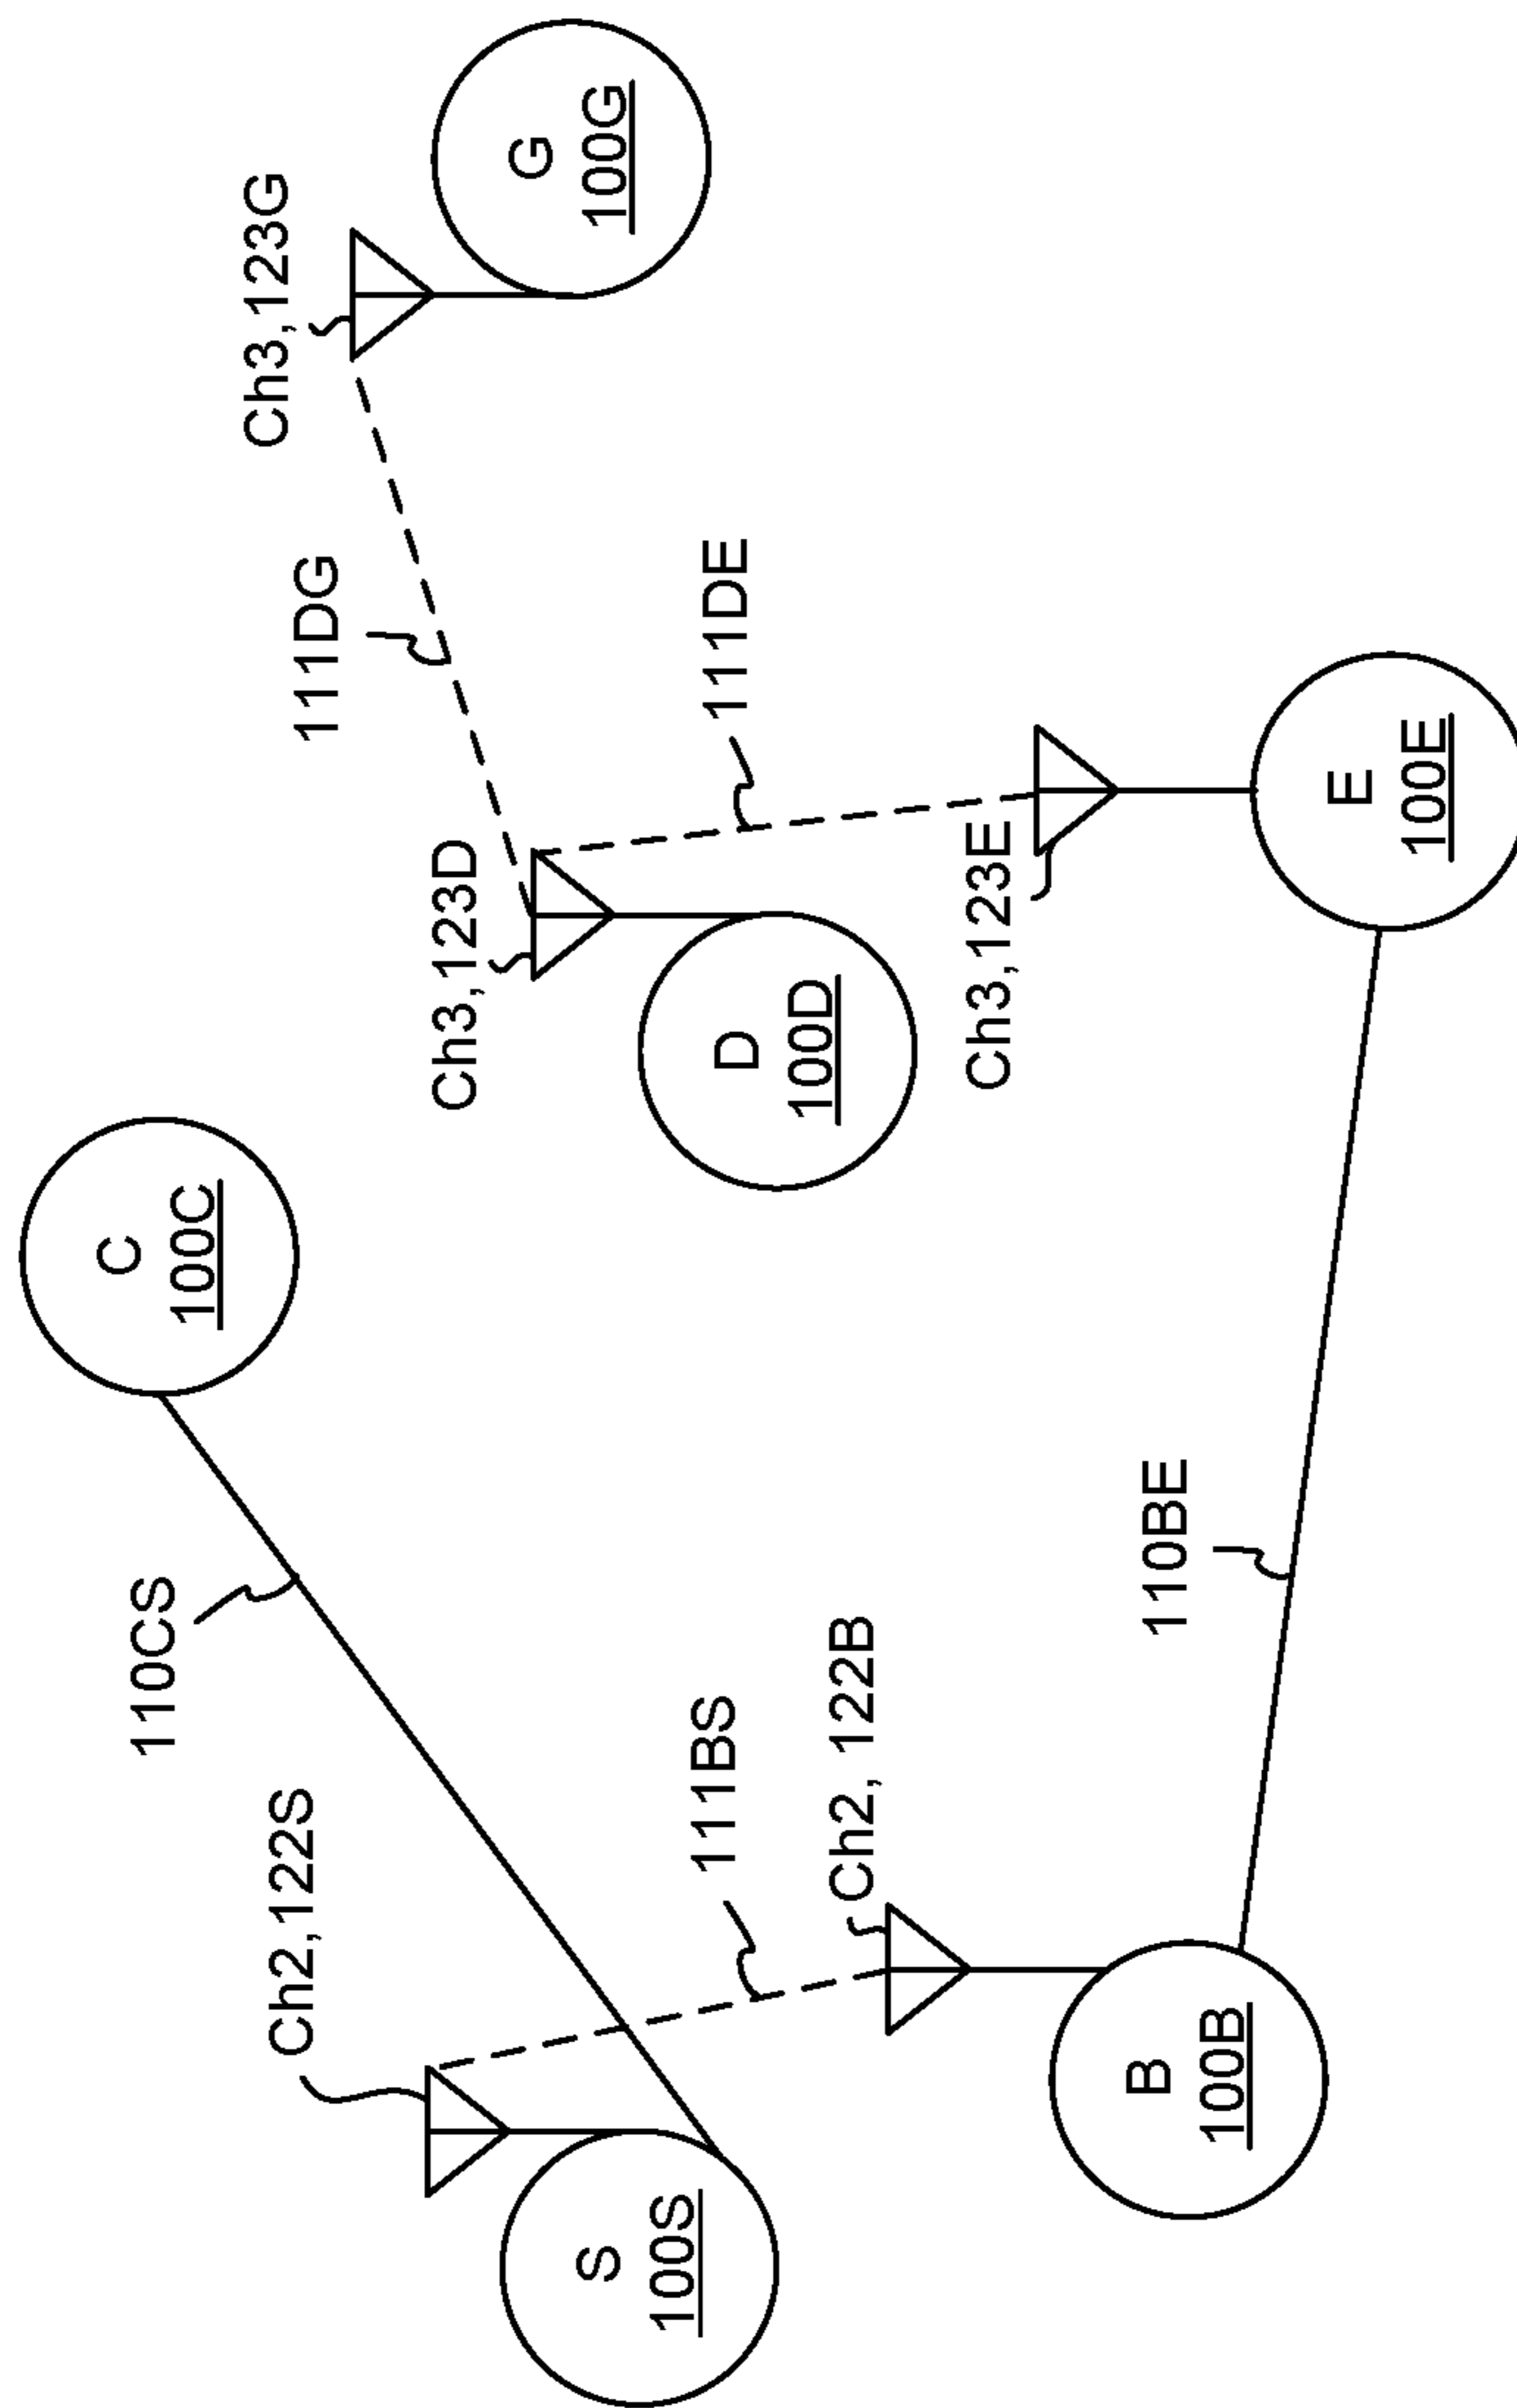 C
100C
110CS
Ch2,122S
S
100S
111BS
Ch2,122B
B
100B
110BE
Ch3,123D
D
100D
111DG
Ch3,123G
G
100G
111DE
Ch3,123E
E
100E